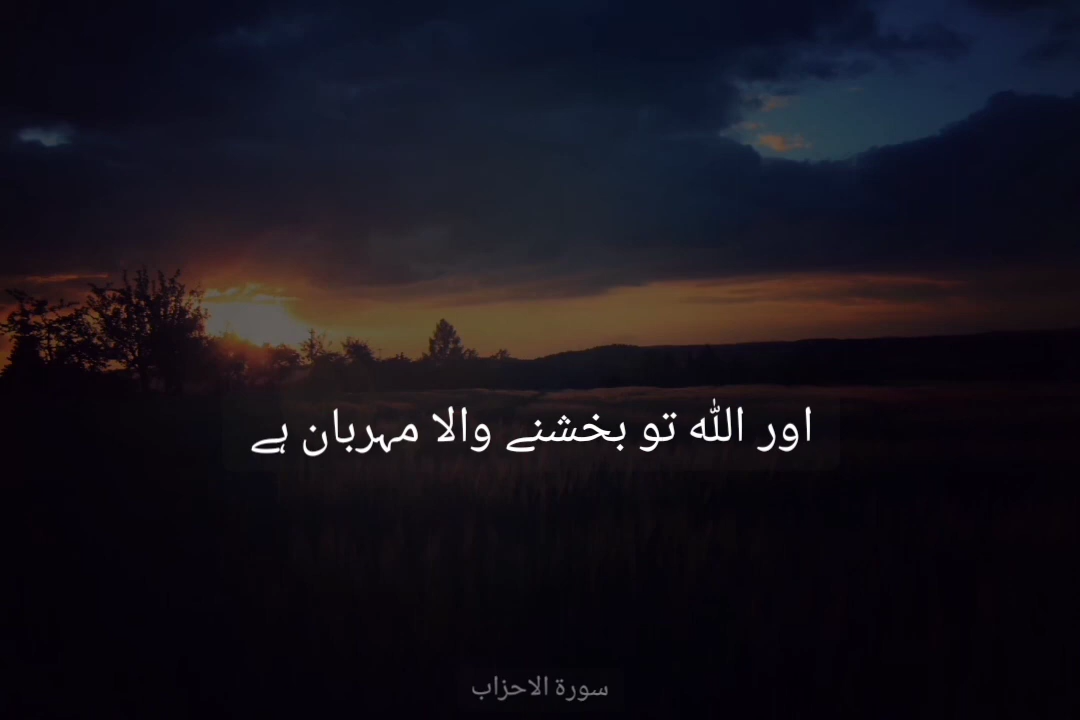 اور اللہ تو بخشنے والا مہربان ہے
سورة الاحزاب